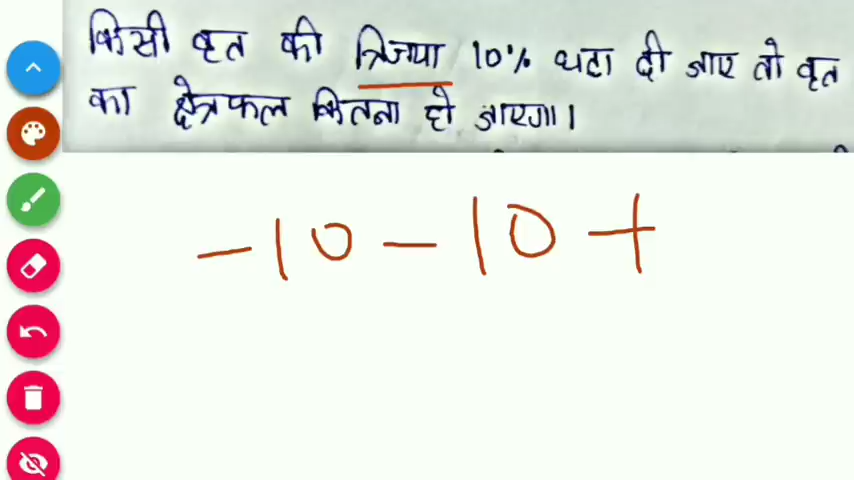 किसी वृत की त्रिज्या 10% घटा दी जाए तो वृत
का क्षेत्रफल कितना हो जाएगा।
-10-10+